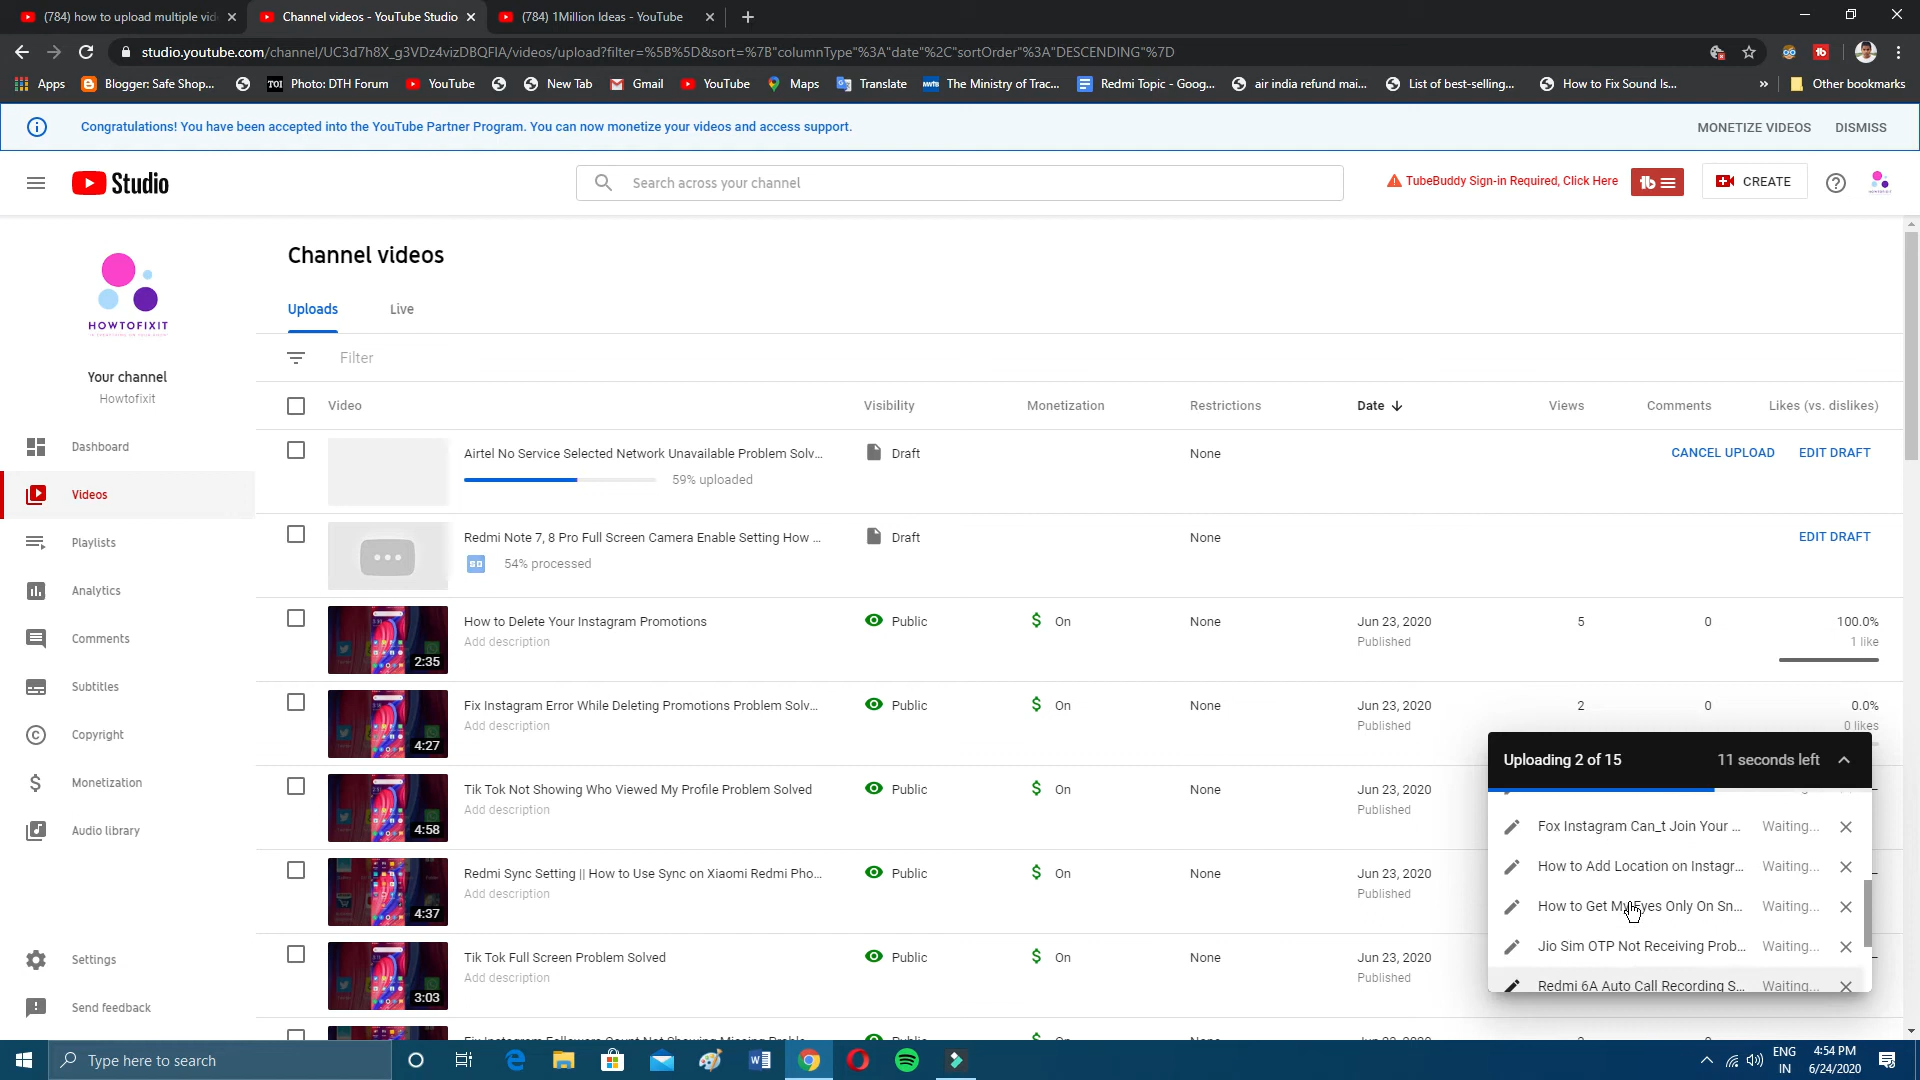 (784) how to upload multiple vid
Channel videos - YouTube Studio
(784) 1Million Ideas - YouTube
studio.youtube.com/channel/UC3d7h8X_g3VDz4vizDBQFIA/videos/upload?filter=%5B%5D&sort=%7B"columnType"%3A"date"%2C"sortOrder"%3A"DESCENDING"%7D
Apps
Blogger: Safe Shop...
TOI
Photo: DTH Forum
YouTube
New Tab
Gmail
YouTube
Maps
Translate
The Ministry of Trac...
Redmi Topic - Goog...
air india refund mai...
List of best-selling...
How to Fix Sound Is...
»
Other bookmarks
Congratulations! You have been accepted into the YouTube Partner Program. You can now monetize your videos and access support.
MONETIZE VIDEOS
DISMISS
Studio
Search across your channel
TubeBuddy Sign-in Required, Click Here
tb
CREATE
Channel videos
Uploads
Live
Filter
HOWTOFIXIT
Your channel
Howtofixit
Dashboard
Videos
Playlists
Analytics
Comments
Subtitles
Copyright
Monetization
Audio library
Settings
Send feedback
Video Visibility Monetization Restrictions Date Views Comments Likes (vs. dislikes)
Airtel No Service Selected Network Unavailable Problem Solv... Draft None CANCEL UPLOAD EDIT DRAFT
59% uploaded
Redmi Note 7, 8 Pro Full Screen Camera Enable Setting How ... Draft None EDIT DRAFT
SD 54% processed
How to Delete Your Instagram Promotions Public $ On None Jun 23, 2020 5 0 100.0%
Add description Published 1 like
2:35
Fix Instagram Error While Deleting Promotions Problem Solv... Public $ On None Jun 23, 2020 2 0 0.0%
Add description Published 0 likes
4:27
Tik Tok Not Showing Who Viewed My Profile Problem Solved Public $ On None Jun 23, 2020
Add description Published
4:58
Redmi Sync Setting || How to Use Sync on Xiaomi Redmi Pho... Public $ On None Jun 23, 2020
Add description Published
4:37
Tik Tok Full Screen Problem Solved Public $ On None Jun 23, 2020
Add description Published
3:03
Uploading 2 of 15 11 seconds left
Fox Instagram Can_t Join Your ... Waiting...
How to Add Location on Instagr... Waiting...
How to Get My Eyes Only On Sn... Waiting...
Jio Sim OTP Not Receiving Prob... Waiting...
Redmi 6A Auto Call Recording S... Waiting...
Type here to search
ENG
IN
4:54 PM
6/24/2020